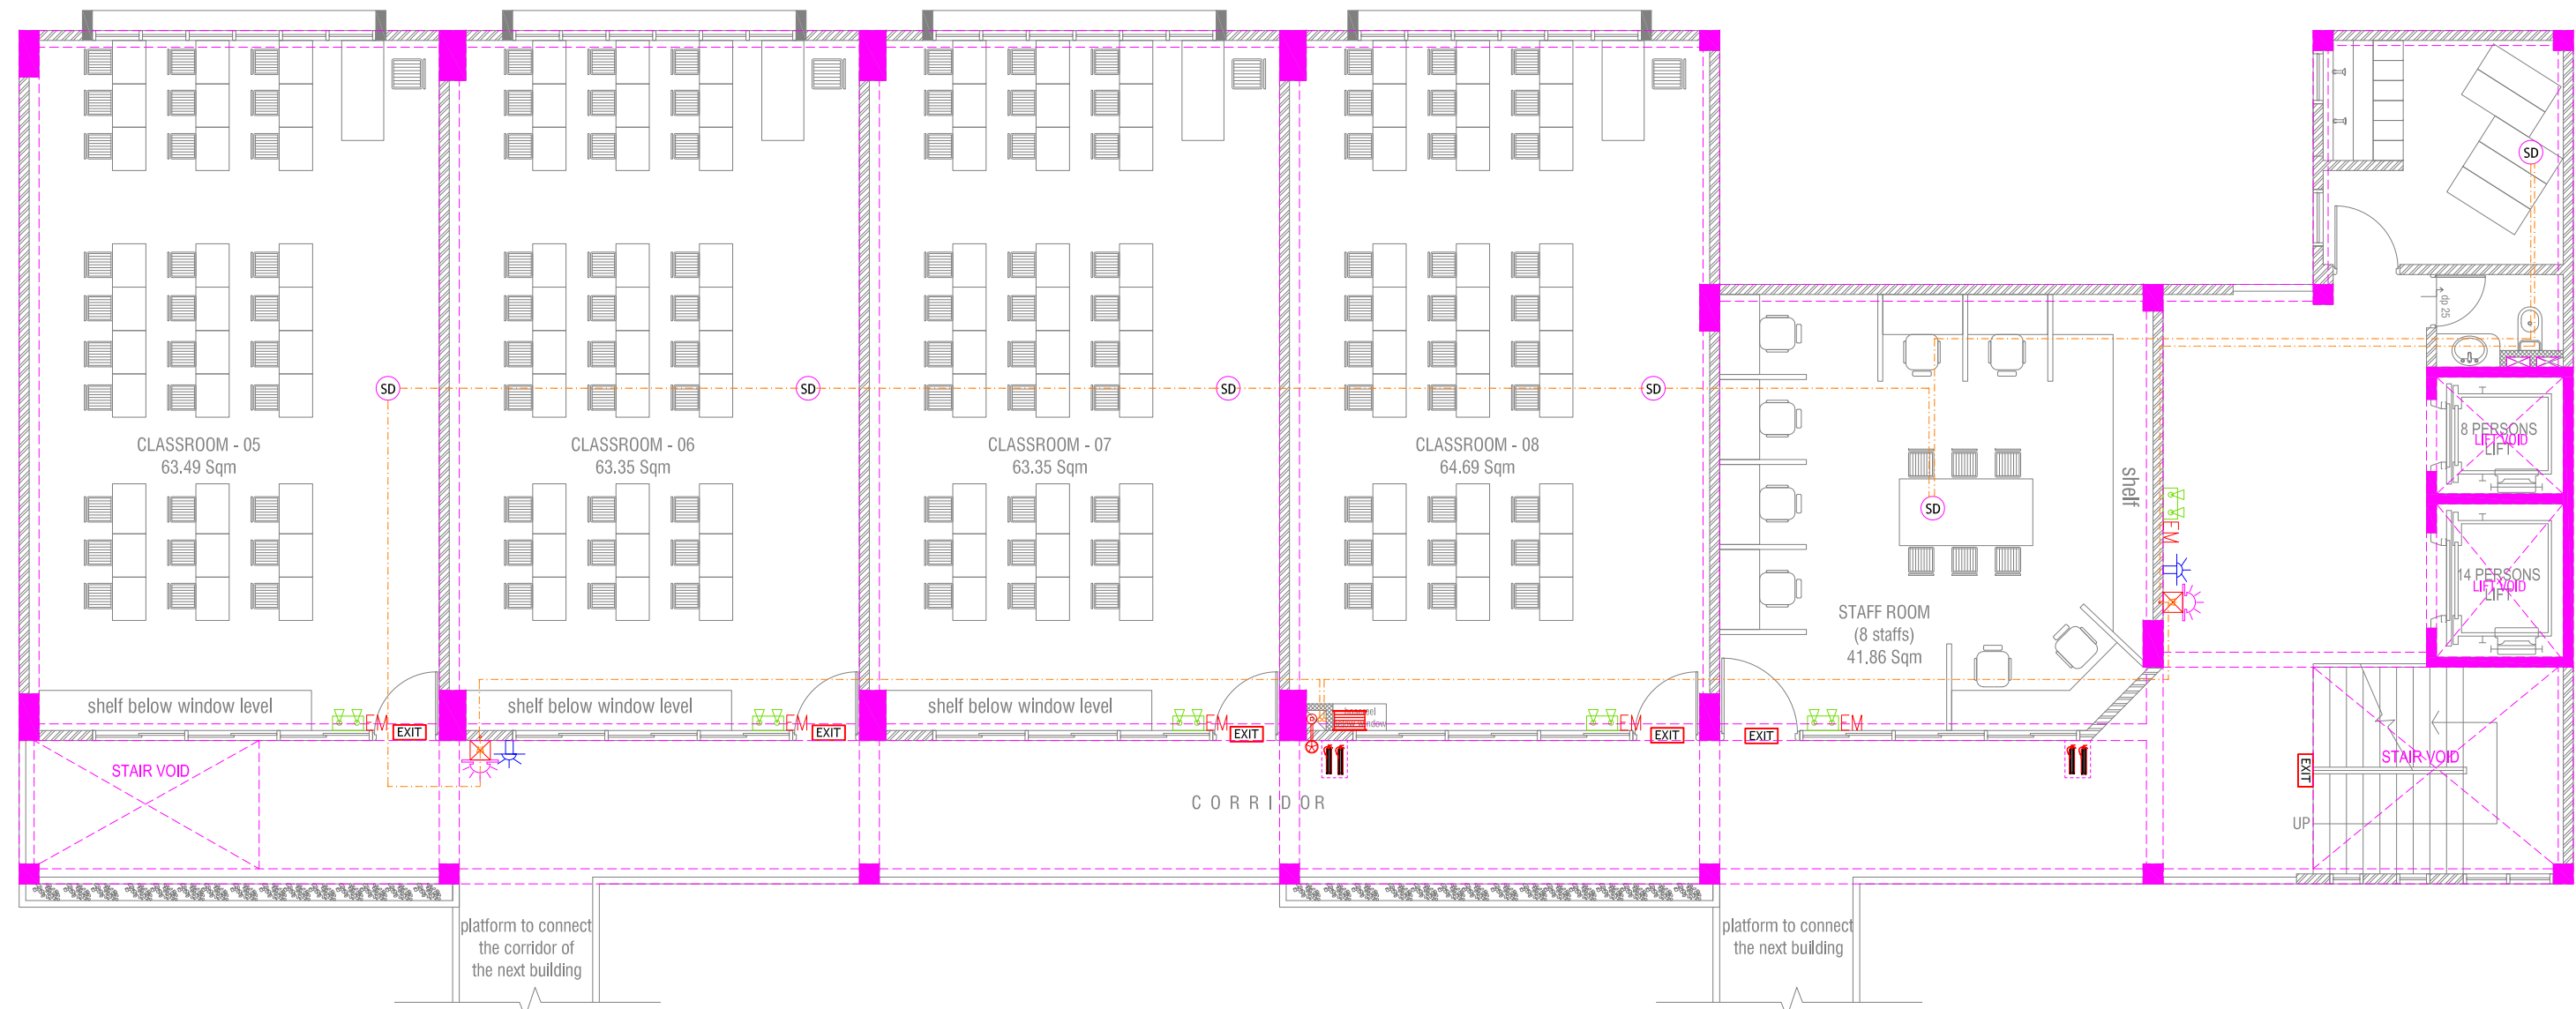 SD
dp 25
SD
SD
SD
SD
CLASSROOM - 05
63.49 Sqm
CLASSROOM - 06
63.35 Sqm
CLASSROOM - 07
63.35 Sqm
CLASSROOM - 08
64.69 Sqm
8 PERSONS
LIFT
LIFT VOID
shelf
SD
EM
14 PERSONS
LIFT
LIFT VOID
STAFF ROOM
(8 staffs)
41.86 Sqm
shelf below window level
shelf below window level
shelf below window level
EM
EXIT
EM
EXIT
EM
EXIT
EM
EXIT
EXIT
EM
STAIR VOID
EXIT
STAIR VOID
CORRIDOR
UP
platform to connect
the corridor of
the next building
platform to connect
the next building